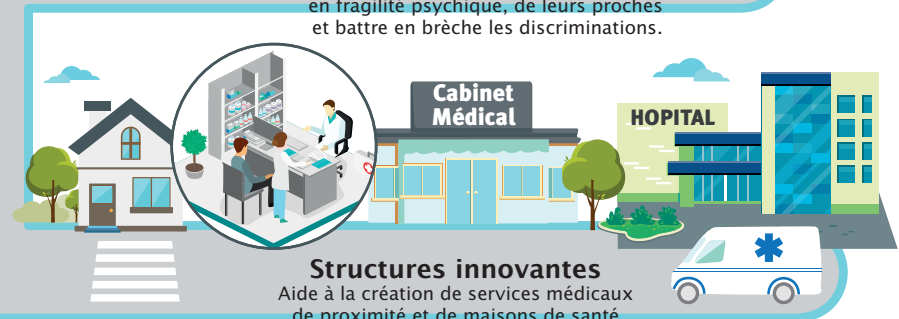 en fragilité psychique, de leurs proches
et battre en brèche les discriminations.
Cabinet
Médical
HOPITAL
Structures innovantes
Aide à la création de services médicaux
de proximité et de maisons de santé